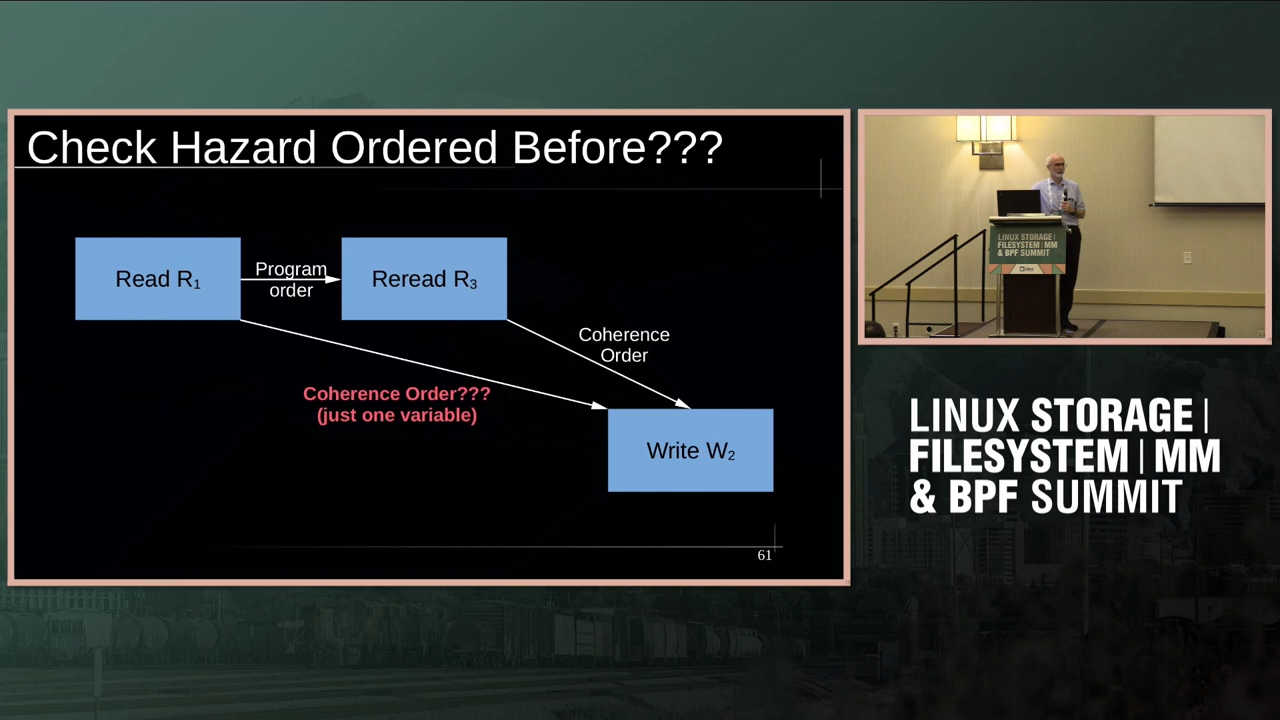 Check Hazard Ordered Before???
Read R₁
Program
order
Reread R₃
Coherence
Order
Coherence Order???
(just one variable)
Write W₂
61
LINUX STORAGE |
FILESYSTEM | MM
& BPF SUMMIT
LINUX STORAGE |
FILESYSTEM | MM
& BPF SUMMIT